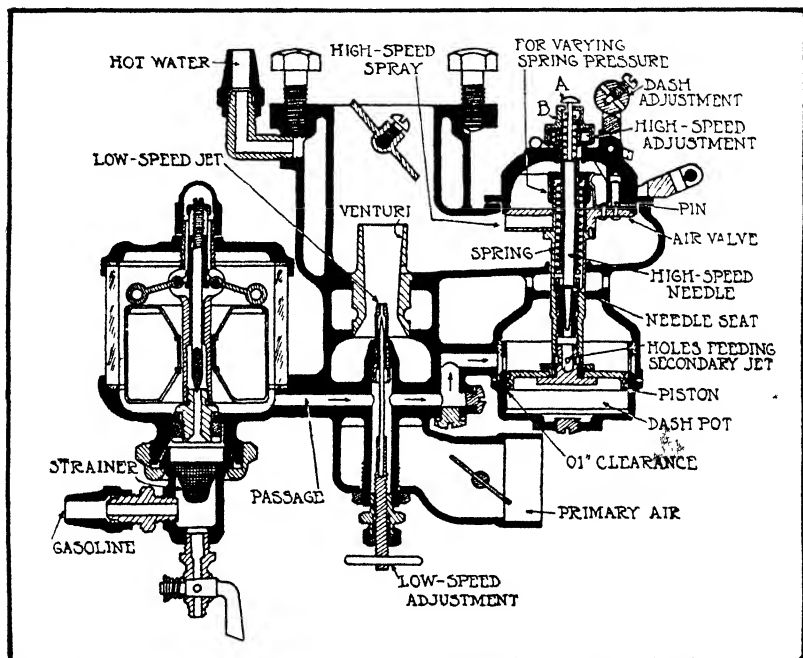 HOT WATER
HIGH-SPEED
SPRAY
FOR VARYING
SPRING PRESSURE
A
B
DASH
ADJUSTMENT
HIGH-SPEED
ADJUSTMENT
LOW-SPEED JET
VENTURI
PIN
AIR VALVE
SPRING
HIGH-SPEED
NEEDLE
NEEDLE SEAT
HOLES FEEDING
SECONDARY JET
PISTON
DASH POT
01" CLEARANCE
STRAINER
PASSAGE
PRIMARY AIR
GASOLINE
LOW-SPEED
ADJUSTMENT